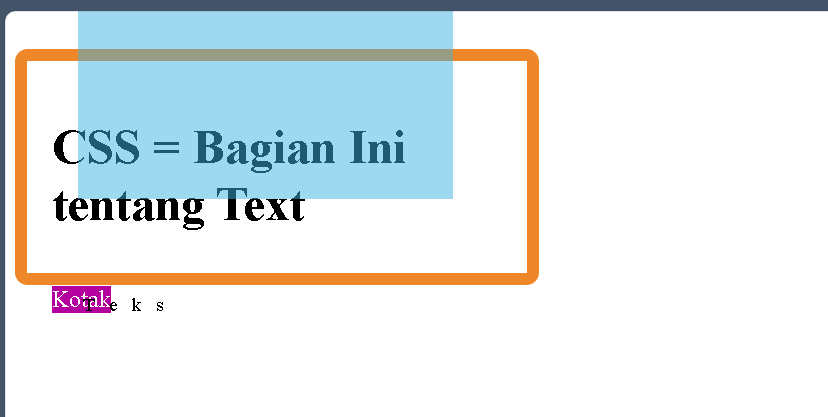 CSS = Bagian Ini
tentang Text
Kotak
T e k s